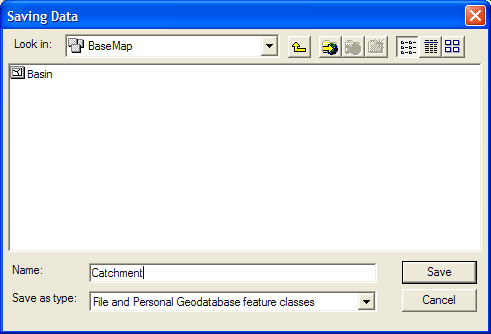 Saving Data
Look in: BaseMap
Basin
Name: Catchment
Save
Save as type: File and Personal Geodatabase feature classes
Cancel